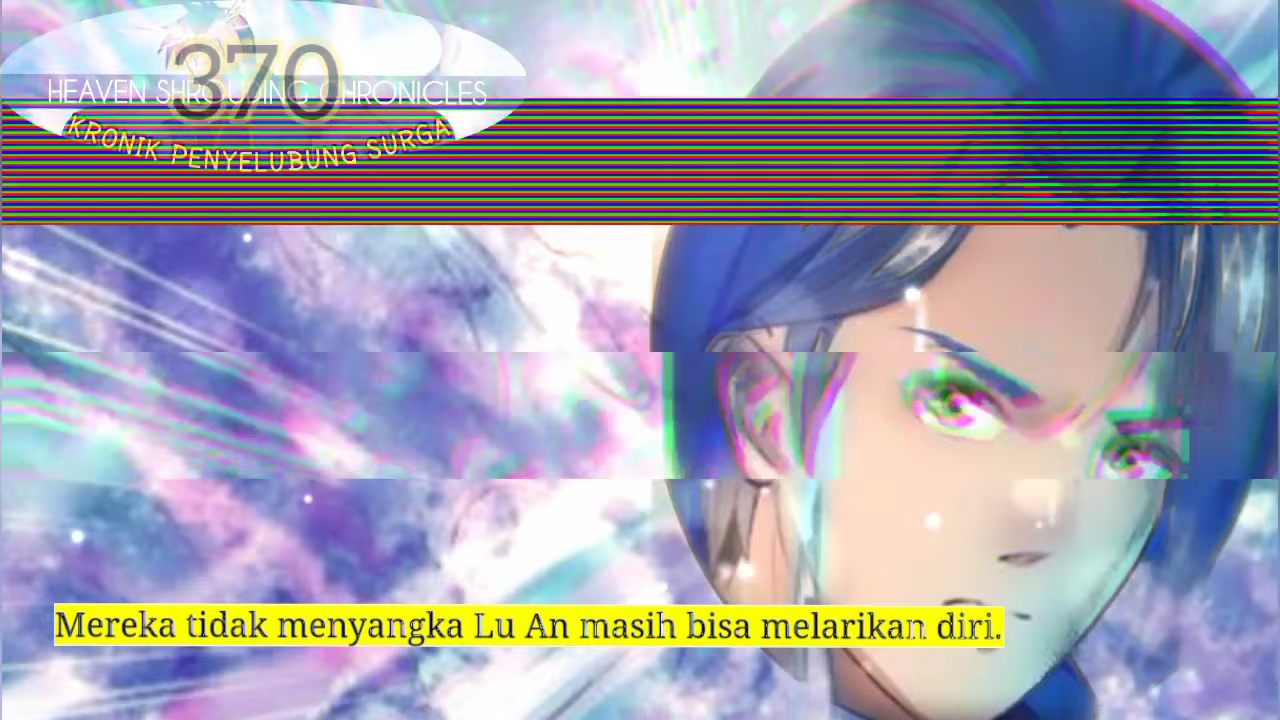 370
HEAVEN SHROUDING CHRONICLES
KRONIK PENYELUBUNG SURGA
Mereka tidak menyangka Lu An masih bisa melarikan diri.